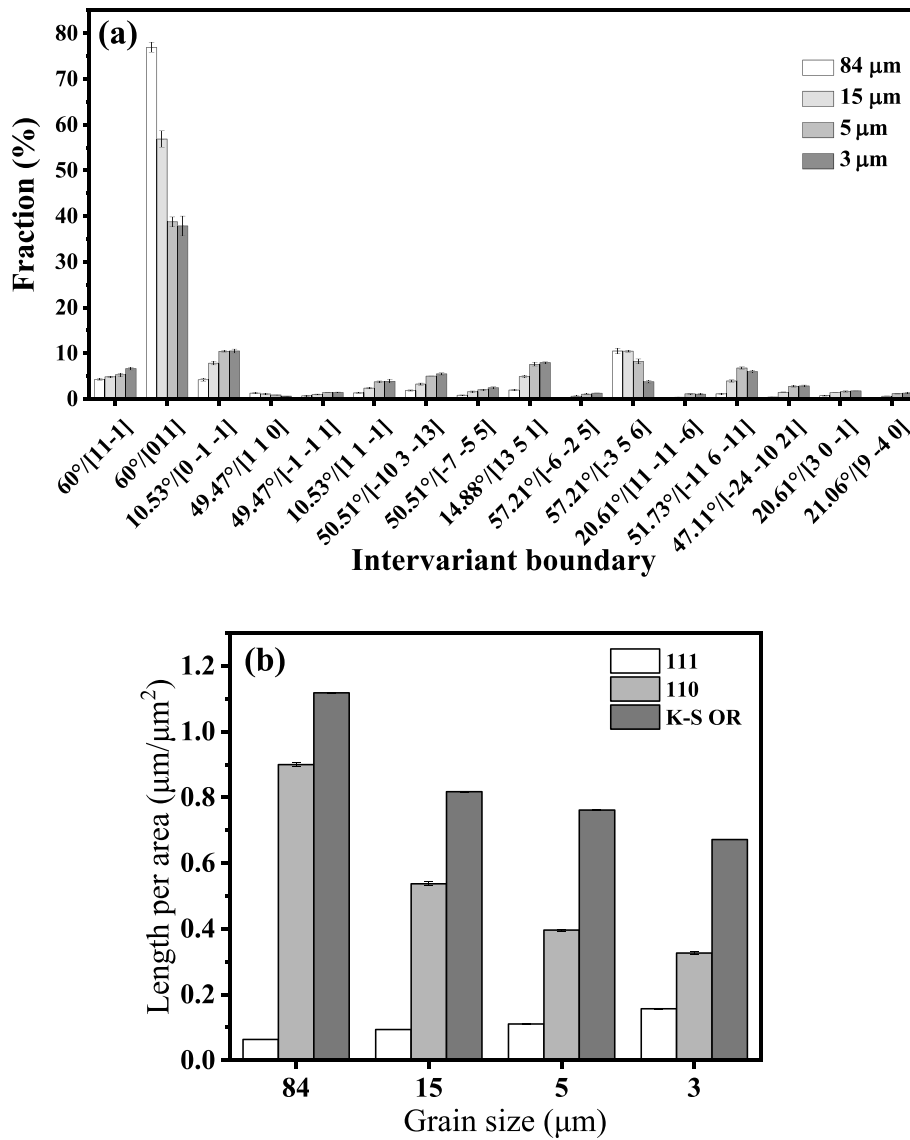 (a)
80
70
60
50
40
30
20
10
0
Fraction (%)
84 μm
15 μm
5 μm
3 μm
60°/[11-1]
60°/[011]
10.53°/[0 -1 -1]
49.47°/[1 1 0]
49.47°/[-1 -1 1]
10.53°/[1 1 -1]
50.51°/[-10 3 -13]
50.51°/[-7 -5 5]
14.88°/[13 5 1]
57.21°/[-6 -2 5]
57.21°/[-3 5 6]
20.61°/[11 -11 -6]
51.73°/[-11 6 -11]
47.11°/[-24 -10 21]
20.61°/[3 0 -1]
21.06°/[9 -4 0]
Intervariant boundary
(b)
1.2
1.0
0.8
0.6
0.4
0.2
0.0
Length per area (μm/μm²)
111
110
K-S OR
84 15 5 3
Grain size (μm)